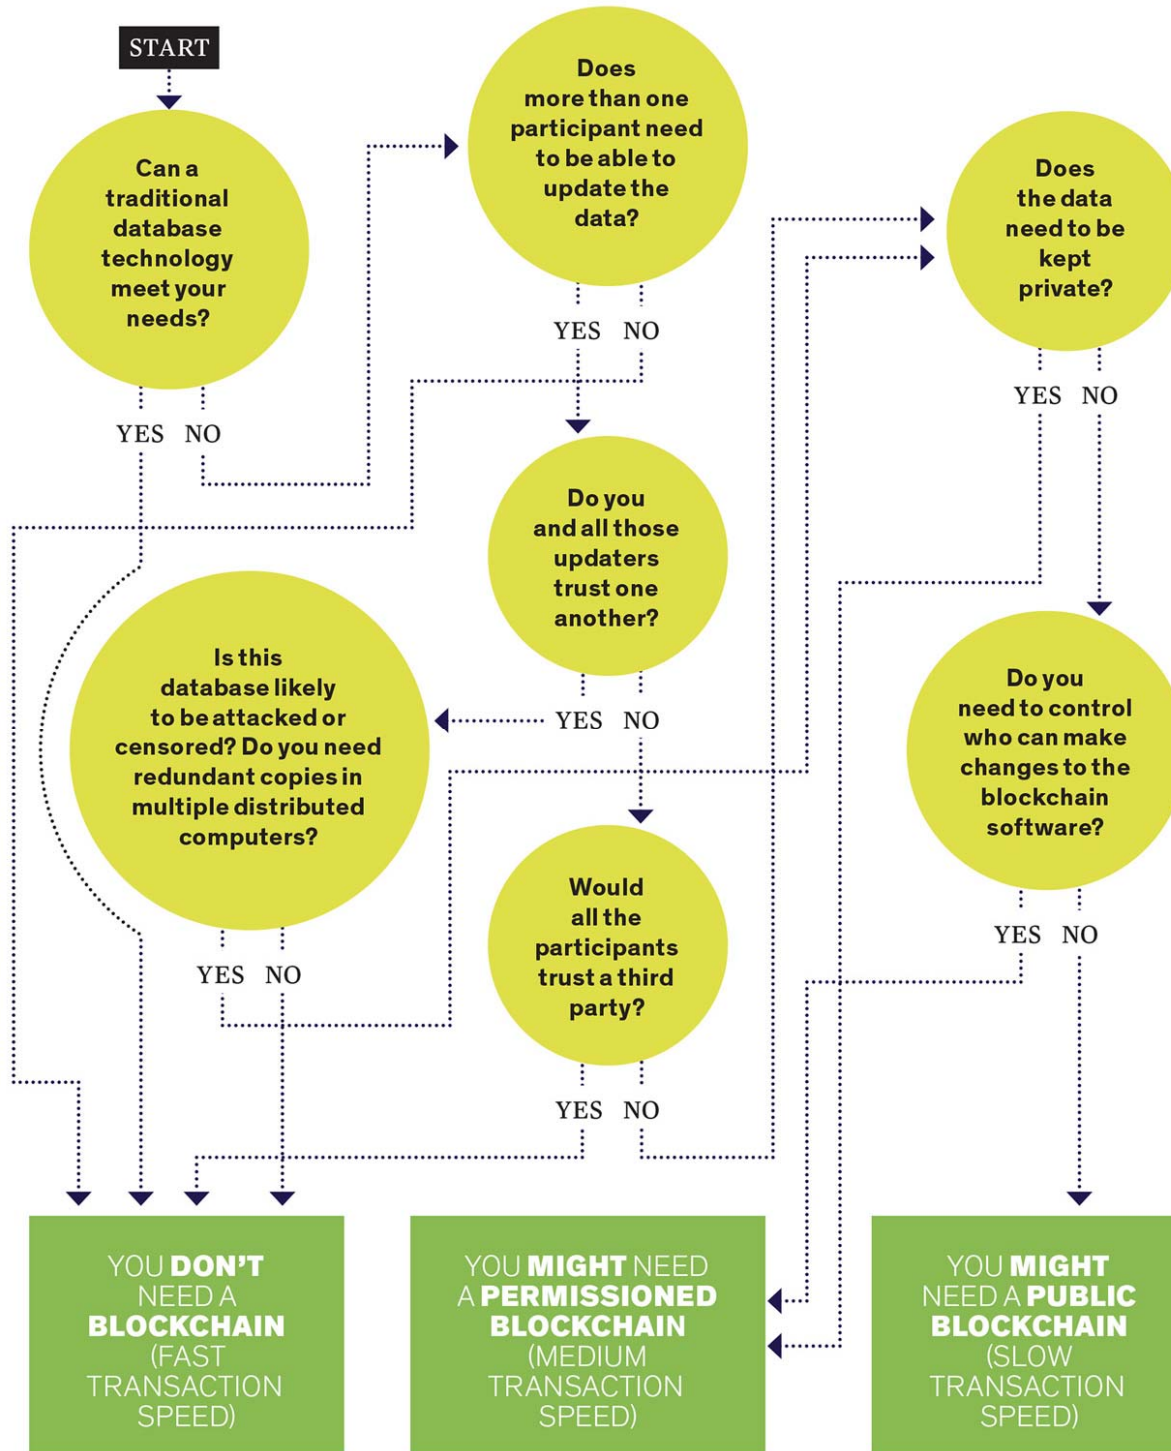 START
Can a
traditional
database
technology
meet your
needs?
YES NO
Does
more than one
participant need
to be able to
update the
data?
YES NO
Do you
and all those
updaters
trust one
another?
YES NO
Is this
database likely
to be attacked or
censored? Do you need
redundant copies in
multiple distributed
computers?
YES NO
Would
all the
participants
trust a third
party?
YES NO
Does
the data
need to be
kept
private?
YES NO
Do you
need to control
who can make
changes to the
blockchain
software?
YES NO
YOU DON'T
NEED A
BLOCKCHAIN
(FAST
TRANSACTION
SPEED)
YOU MIGHT NEED
A PERMISSIONED
BLOCKCHAIN
(MEDIUM
TRANSACTION
SPEED)
YOU MIGHT
NEED A PUBLIC
BLOCKCHAIN
(SLOW
TRANSACTION
SPEED)